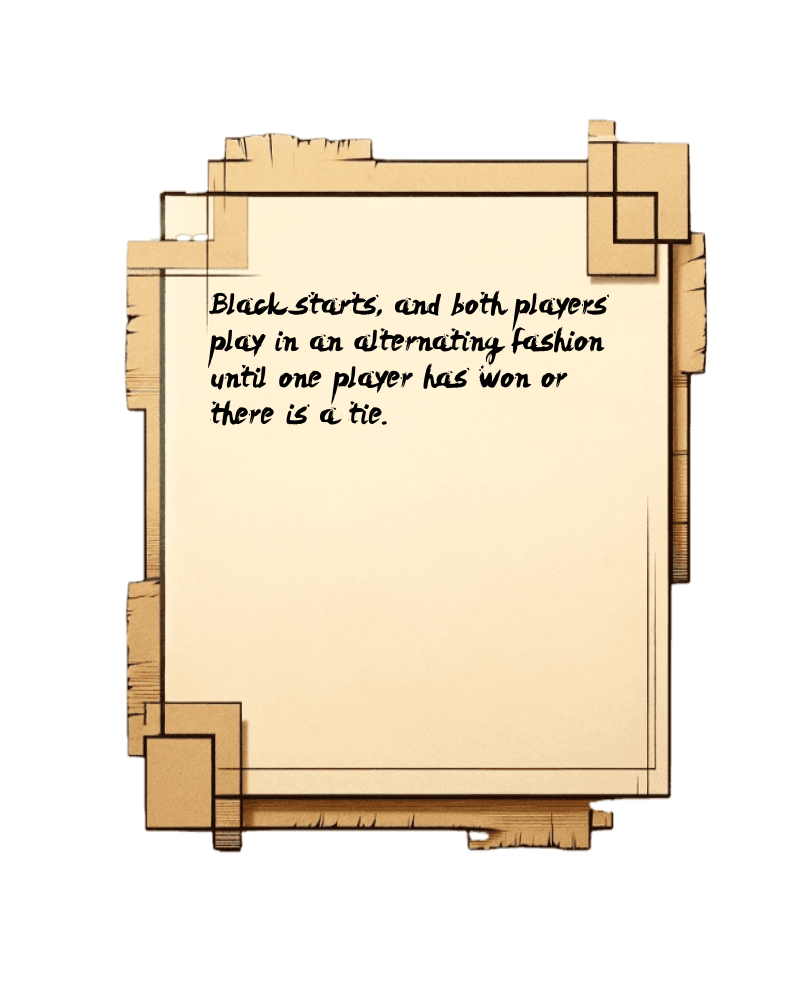 Black starts, and both players
play in an alternating fashion
until one player has won or
there is a tie.